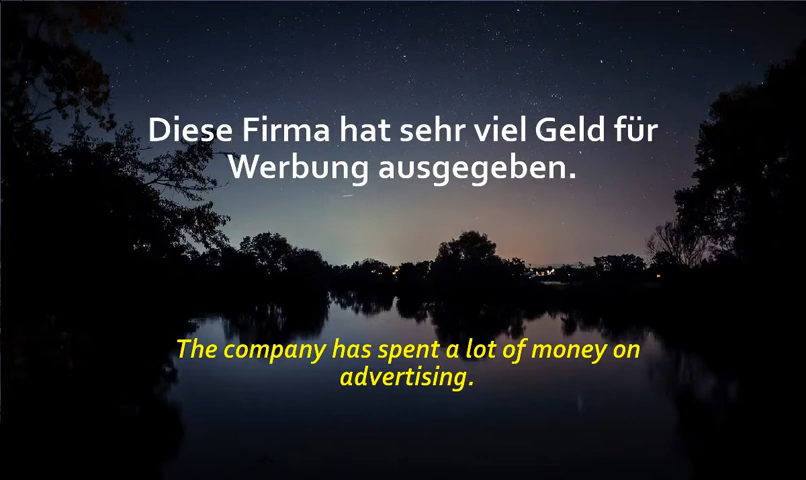 Diese Firma hat sehr viel Geld für
Werbung ausgegeben.
The company has spent a lot of money on
advertising.